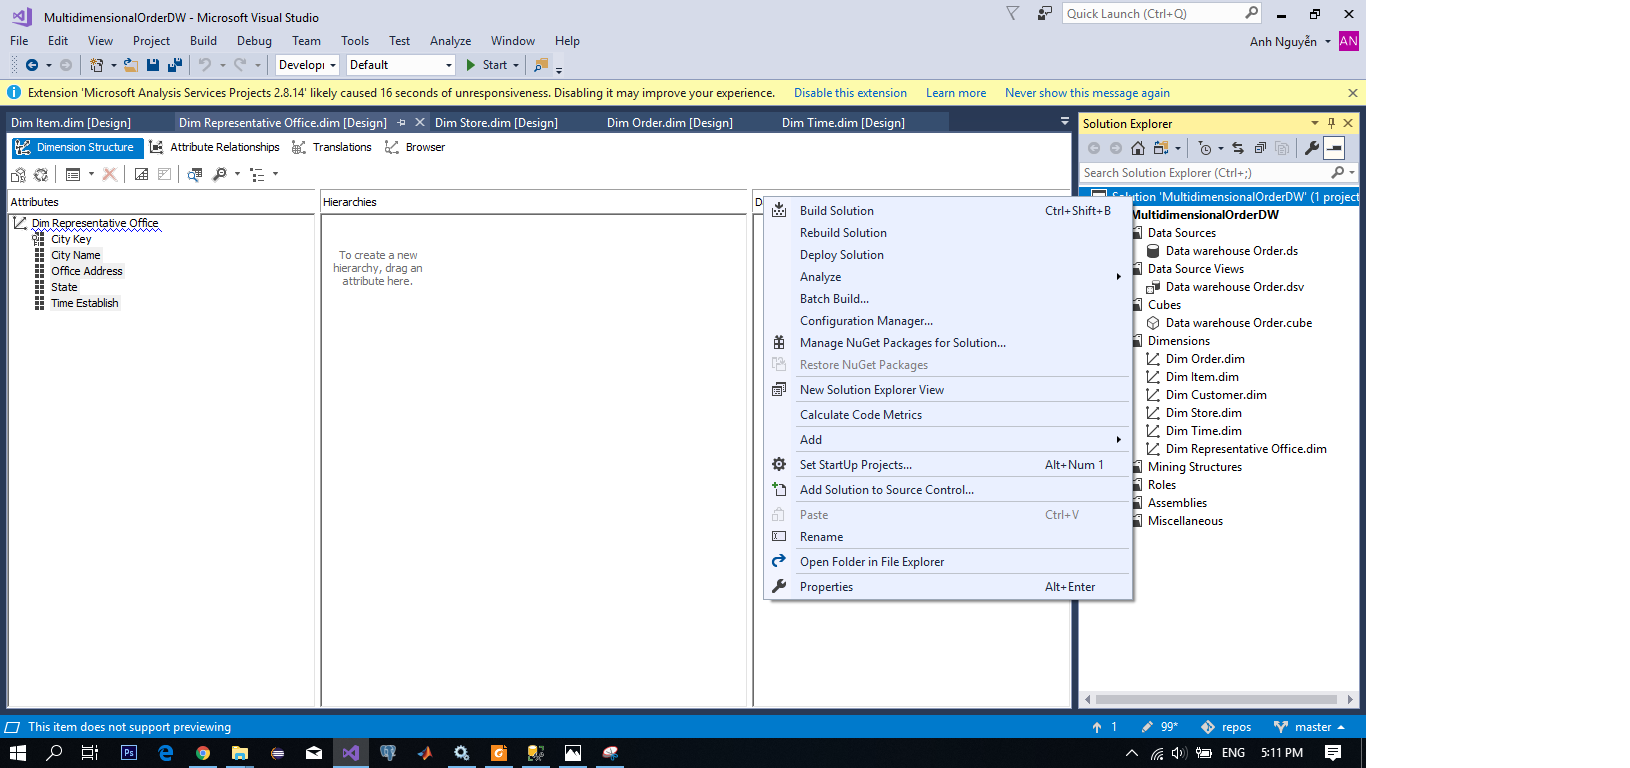 MultidimensionalOrderDW - Microsoft Visual Studio
Quick Launch (Ctrl+Q)
File Edit View Project Build Debug Team Tools Test Analyze Window Help
Anh Nguyễn AN
Developı Default Start
Extension 'Microsoft Analysis Services Projects 2.8.14' likely caused 16 seconds of unresponsiveness. Disabling it may improve your experience. Disable this extension Learn more Never show this message again
Dim Item.dim [Design] Dim Representative Office.dim [Design] Dim Store.dim [Design] Dim Order.dim [Design] Dim Time.dim [Design]
Dimension Structure Attribute Relationships Translations Browser
Attributes
Dim Representative Office
City Key
City Name
Office Address
State
Time Establish
Hierarchies
To create a new
hierarchy, drag an
attribute here.
D
Build Solution Ctrl+Shift+B
Rebuild Solution
Deploy Solution
Analyze
Batch Build...
Configuration Manager...
Manage NuGet Packages for Solution...
Restore NuGet Packages
New Solution Explorer View
Calculate Code Metrics
Add
Set StartUp Projects... Alt+Num 1
Add Solution to Source Control...
Paste Ctrl+V
Rename
Open Folder in File Explorer
Properties Alt+Enter
Solution Explorer
Search Solution Explorer (Ctrl+;)
Solution 'MultidimensionalOrderDW' (1 project
MultidimensionalOrderDW
Data Sources
Data warehouse Order.ds
Data Source Views
Data warehouse Order.dsv
Cubes
Data warehouse Order.cube
Dimensions
Dim Order.dim
Dim Item.dim
Dim Customer.dim
Dim Store.dim
Dim Time.dim
Dim Representative Office.dim
Mining Structures
Roles
Assemblies
Miscellaneous
This item does not support previewing
1 99* repos master
Ps
ENG 5:11 PM